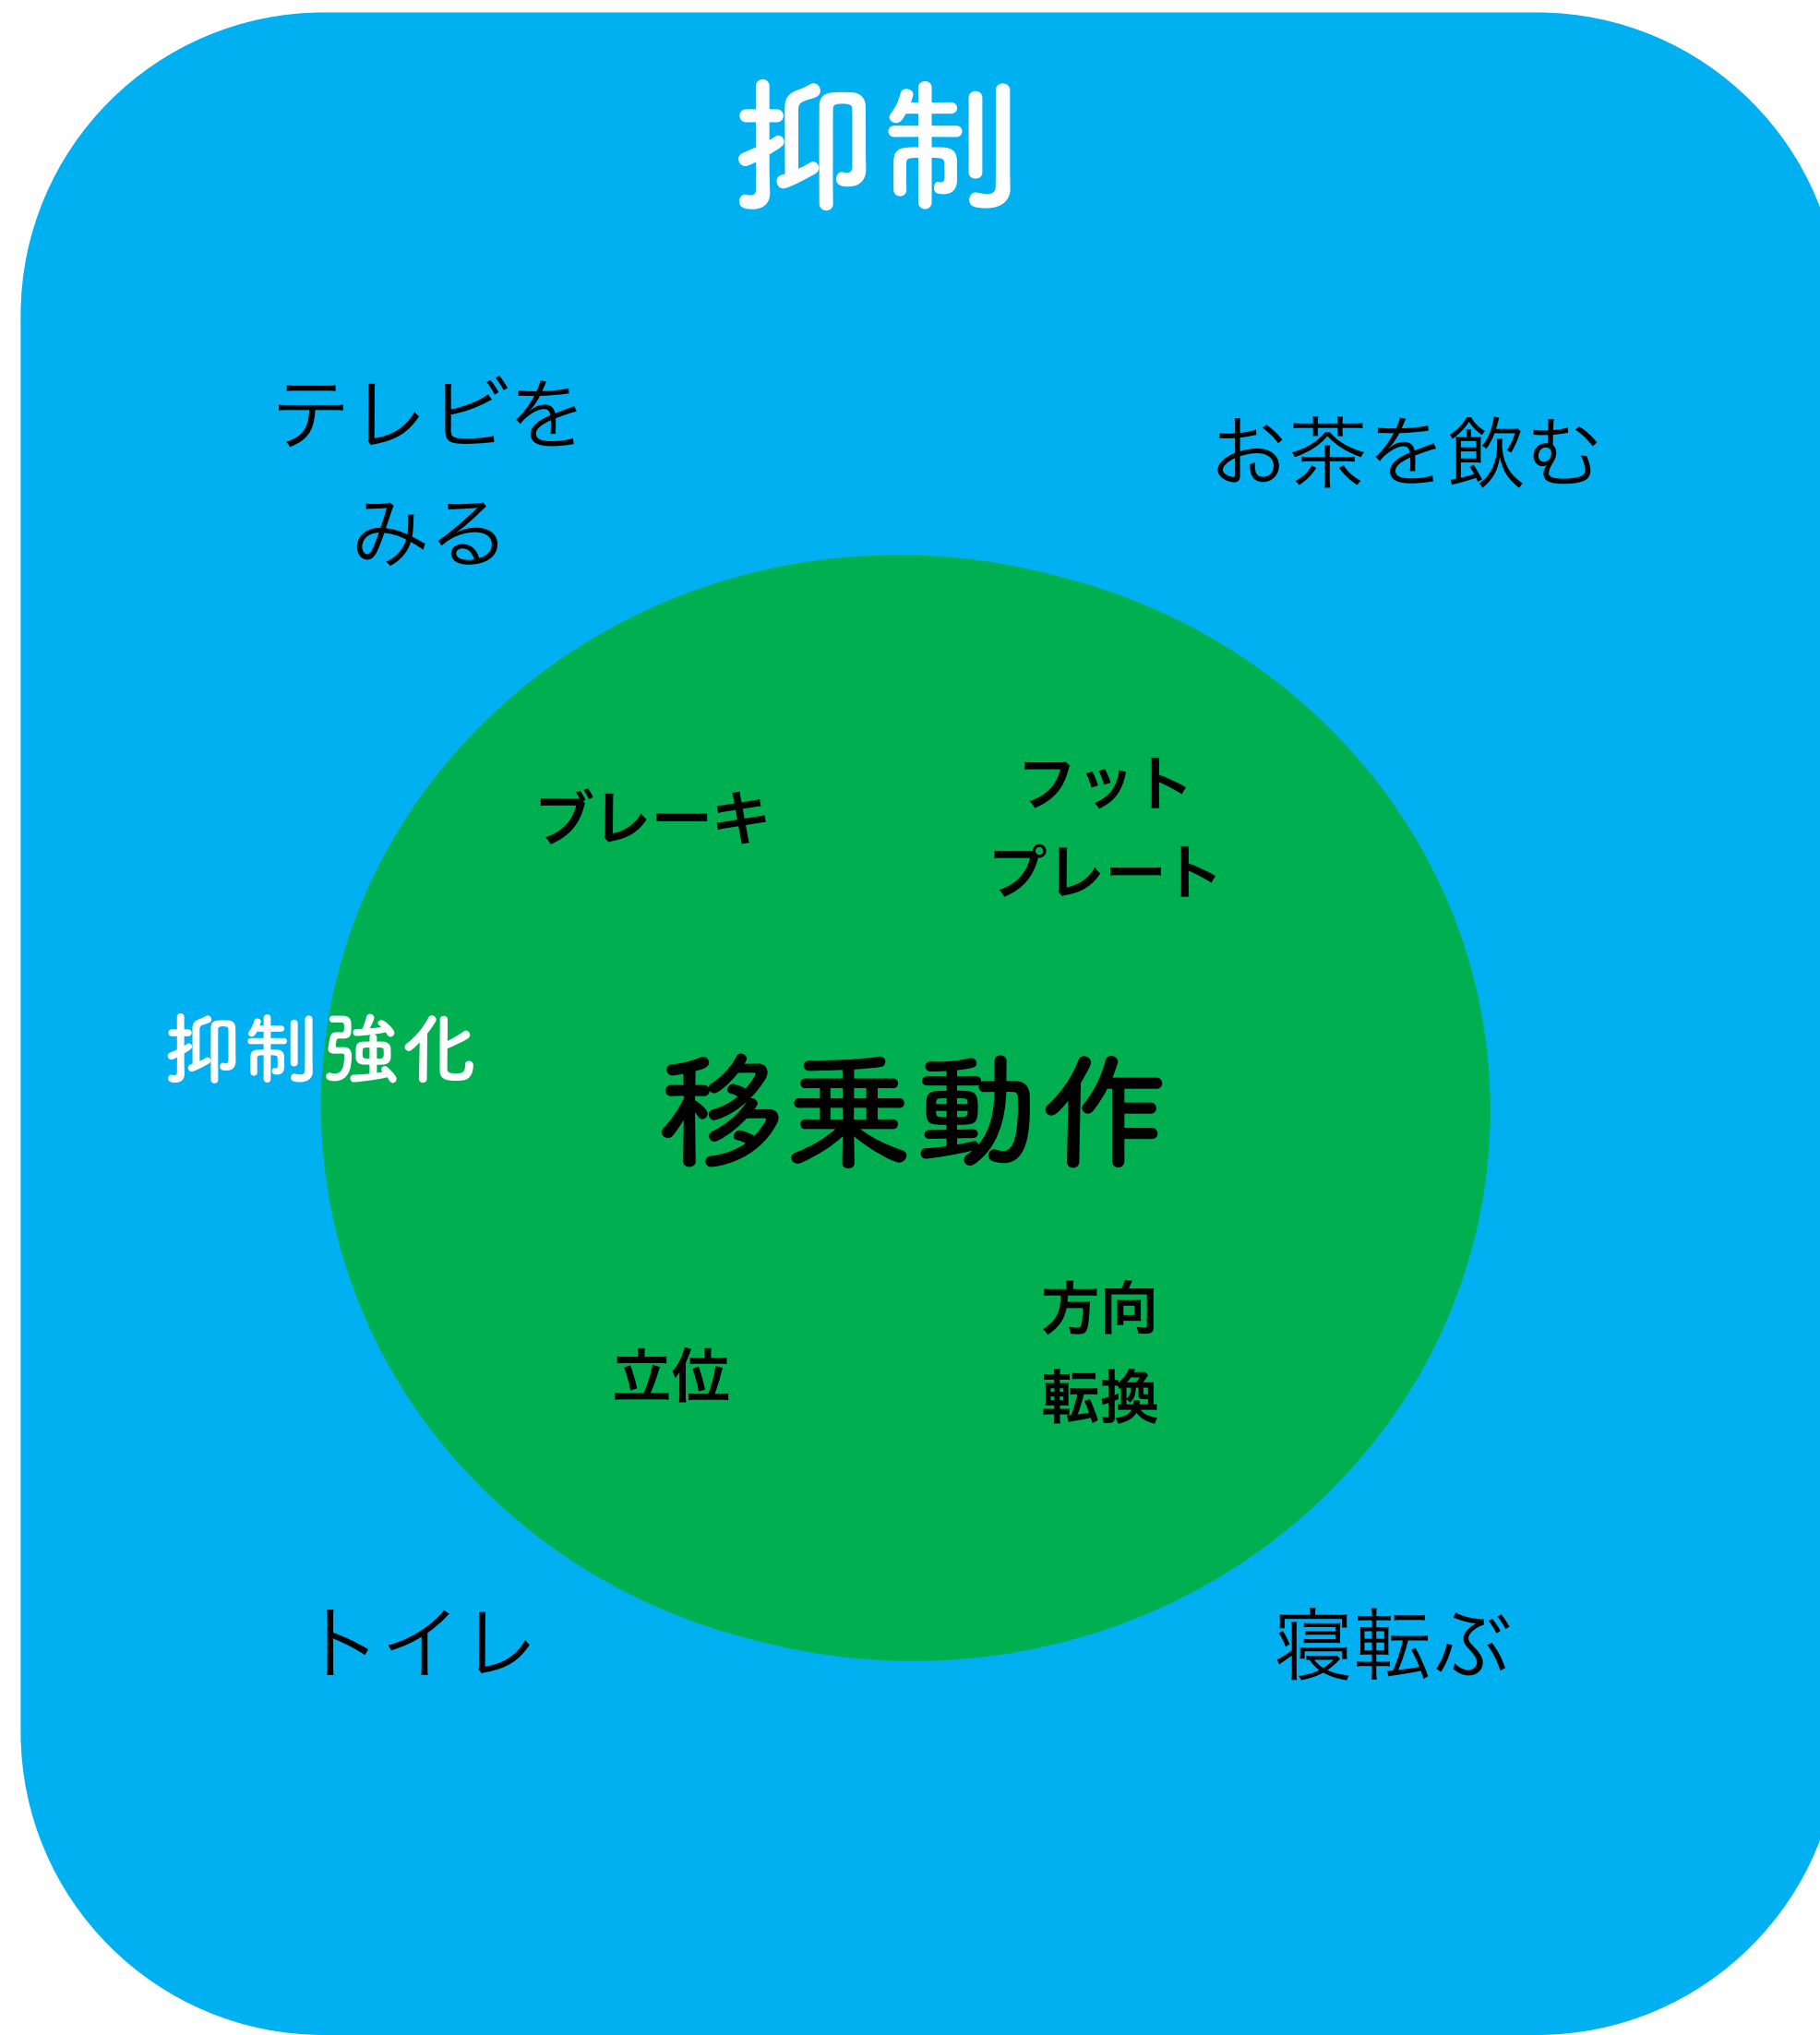 抑制
テレビを
みる
お茶を飲む
ブレーキ
フット
プレート
抑制強化
移乗動作
立位
方向
転換
トイレ
寝転ぶ